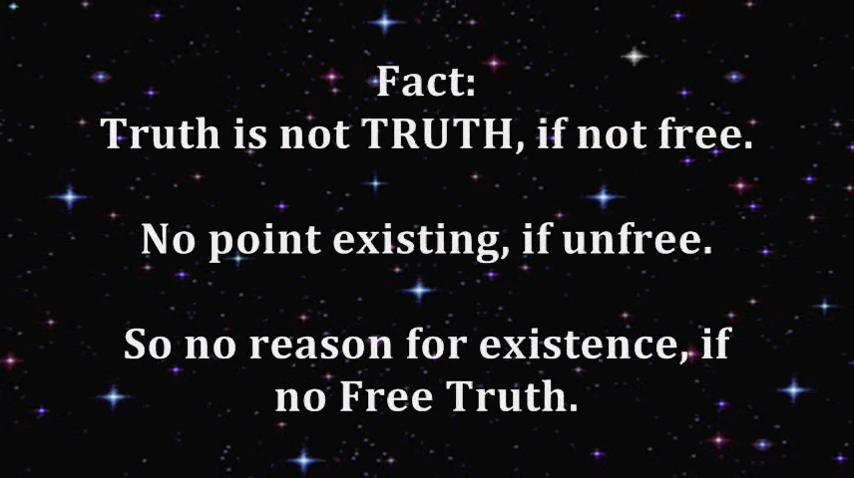 Fact:
Truth is not TRUTH, if not free.
No point existing, if unfree.
So no reason for existence, if
no Free Truth.